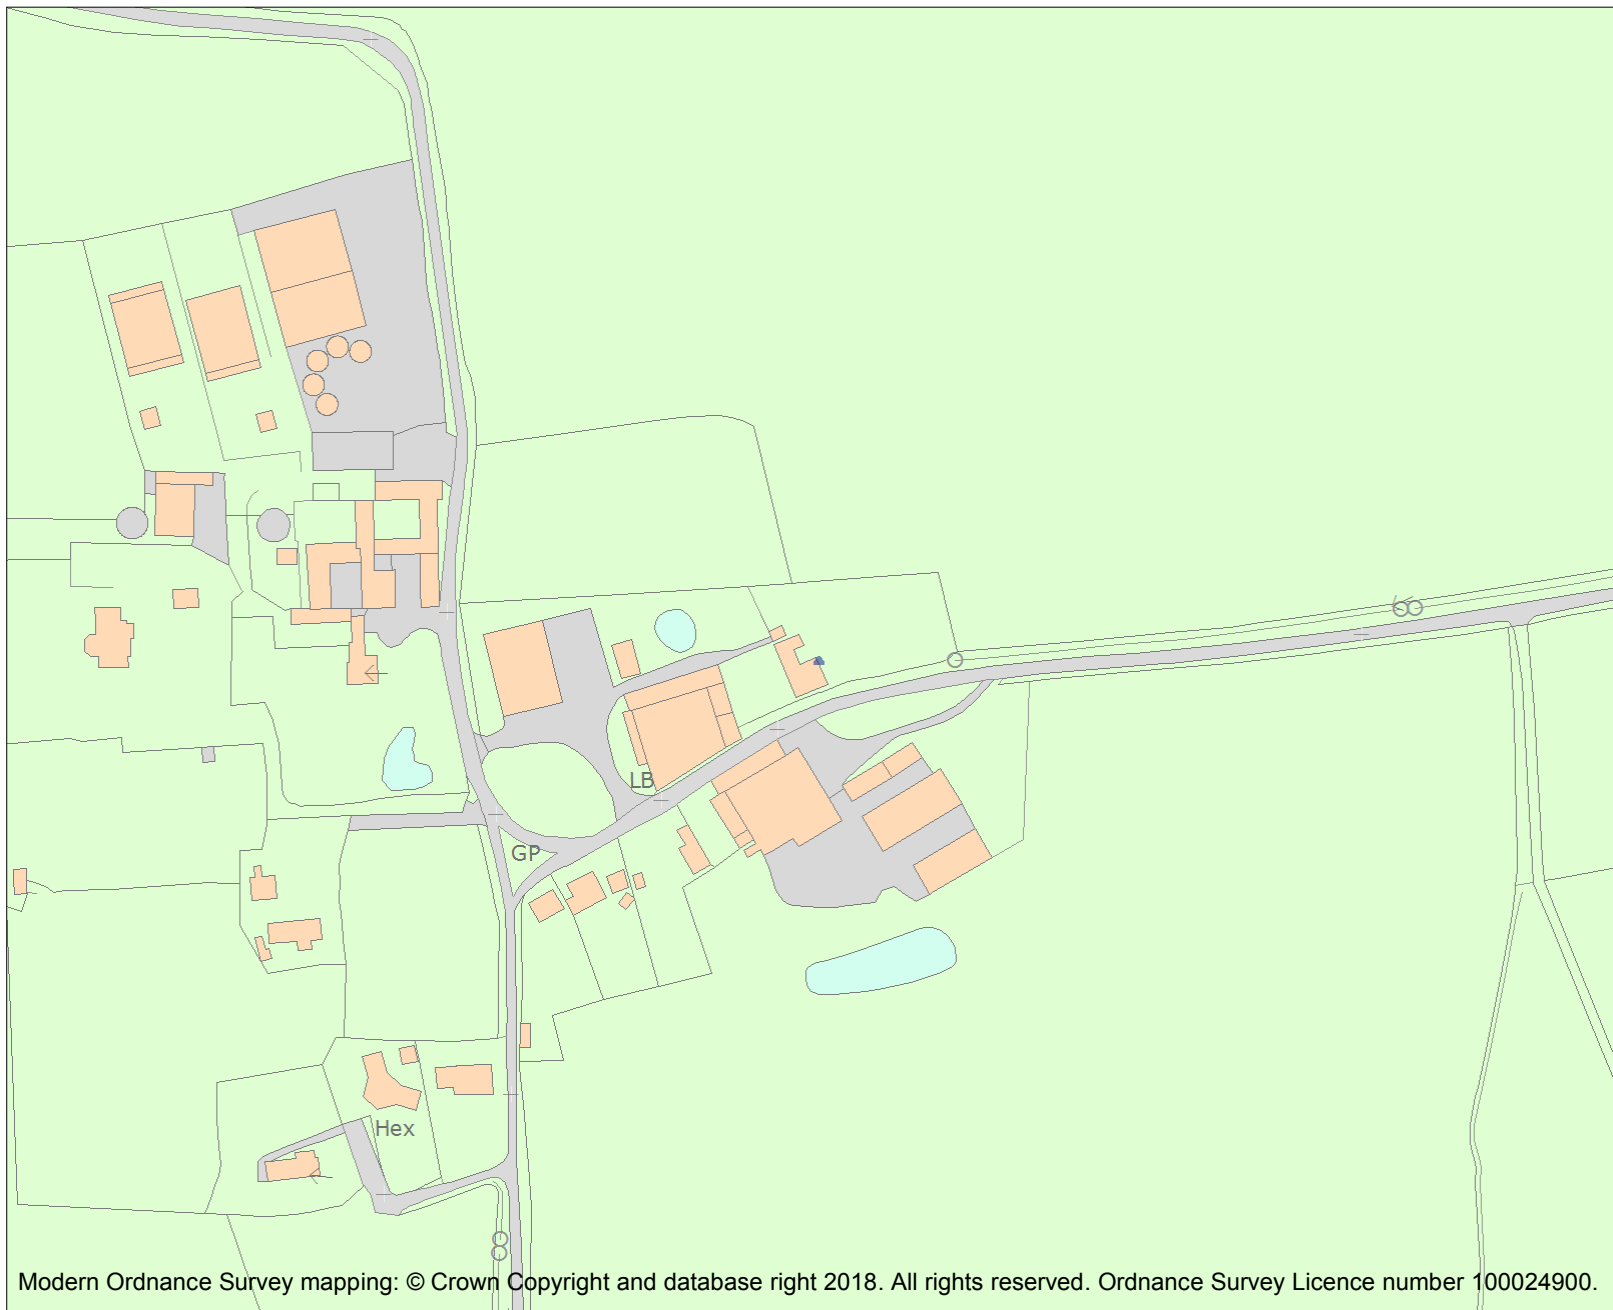 LB
GP
Hex
Modern Ordnance Survey mapping: © Crown Copyright and database right 2018. All rights reserved. Ordnance Survey Licence number 100024900.